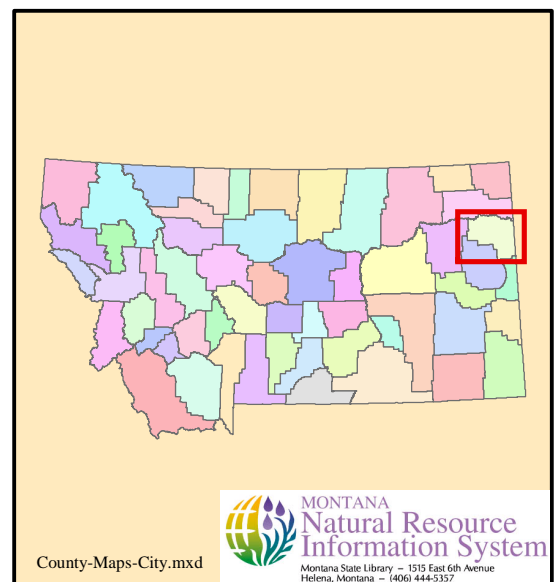 County-Maps-City.mxd
MONTANA
Natural Resource
Information System
Montana State Library – 1515 East 6th Avenue
Helena, Montana – (406) 444-5357